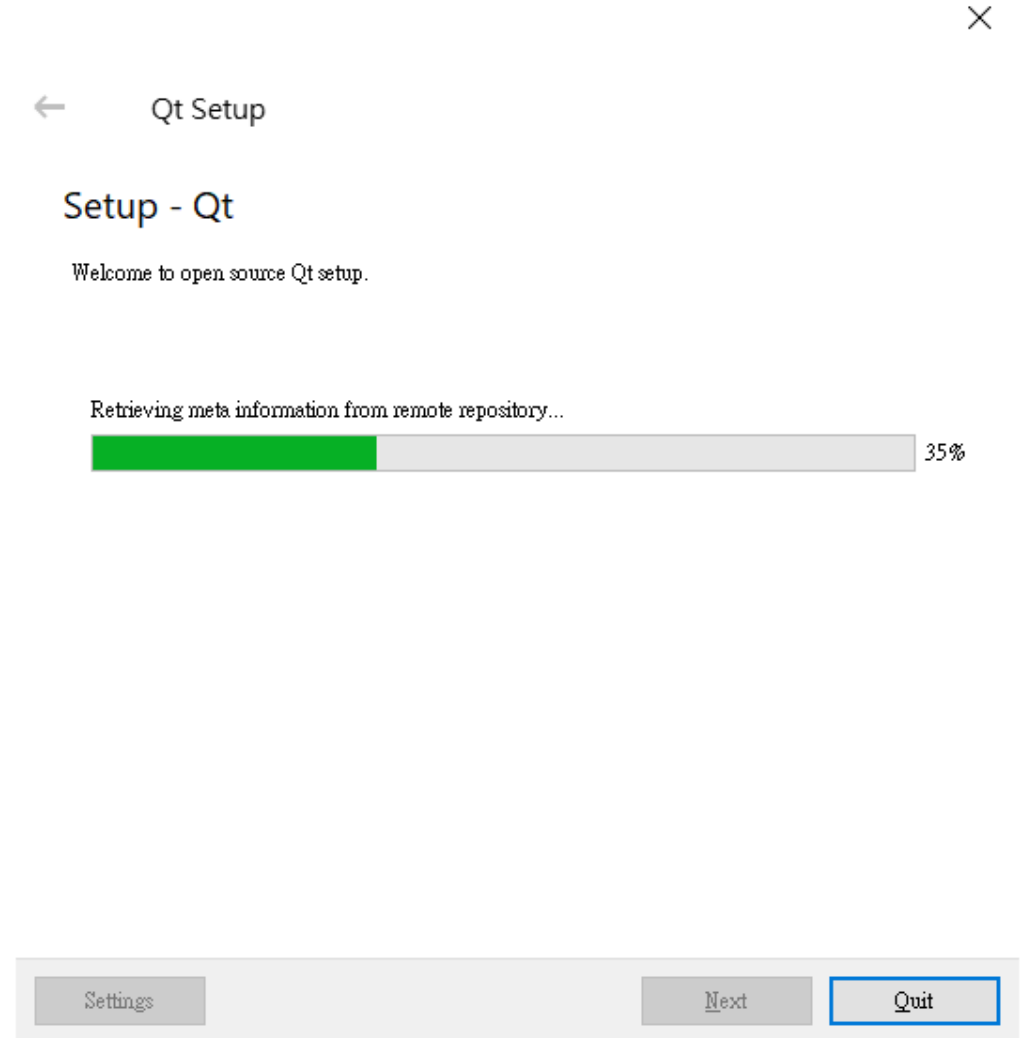 Qt Setup
Setup - Qt
Welcome to open source Qt setup.
Retrieving meta information from remote repository...
35%
Settings
Next
Quit